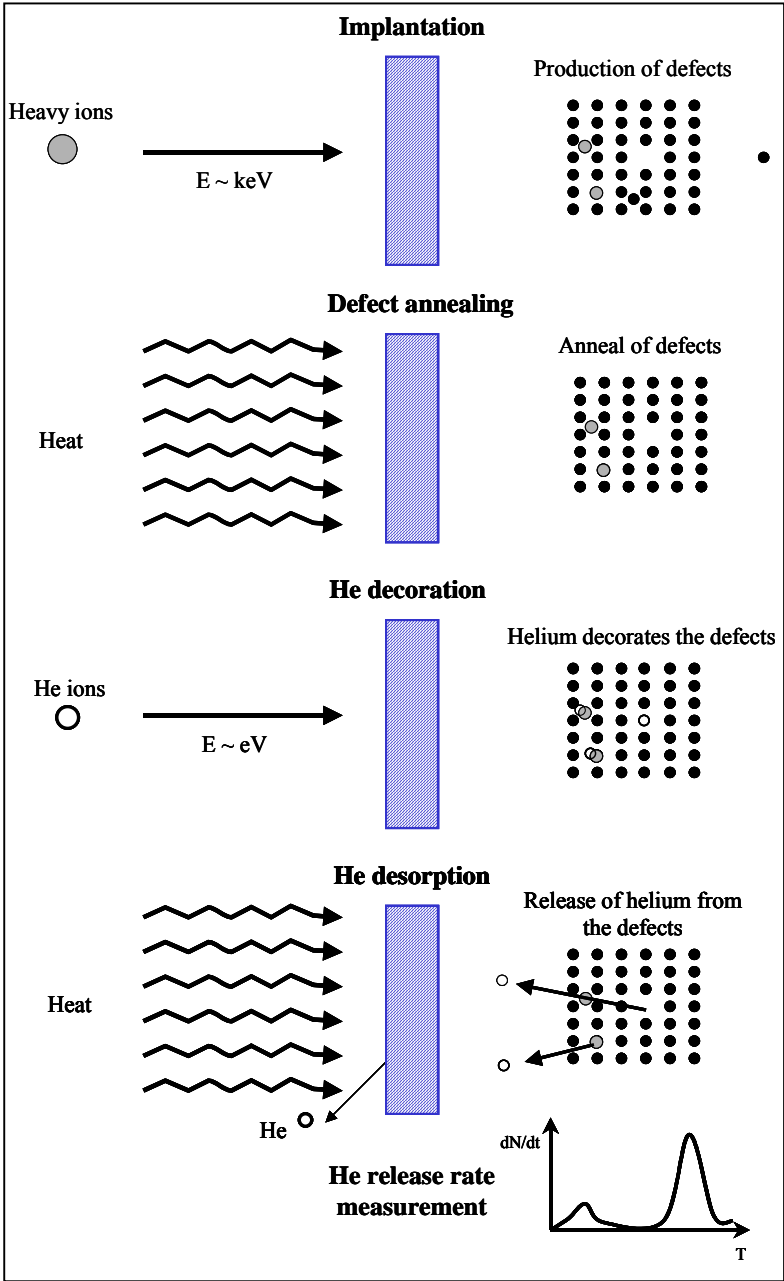 Implantation
Production of defects
Heavy ions
E ~ keV
Defect annealing
Anneal of defects
Heat
He decoration
Helium decorates the defects
He ions
E ~ eV
He desorption
Release of helium from
the defects
Heat
He
dN/dt
He release rate
measurement
T